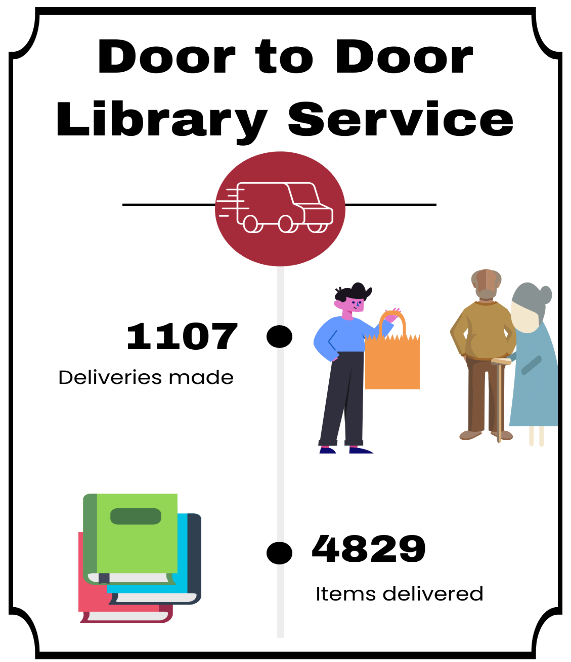 Door to Door
Library Service
1107
Deliveries made
4829
Items delivered